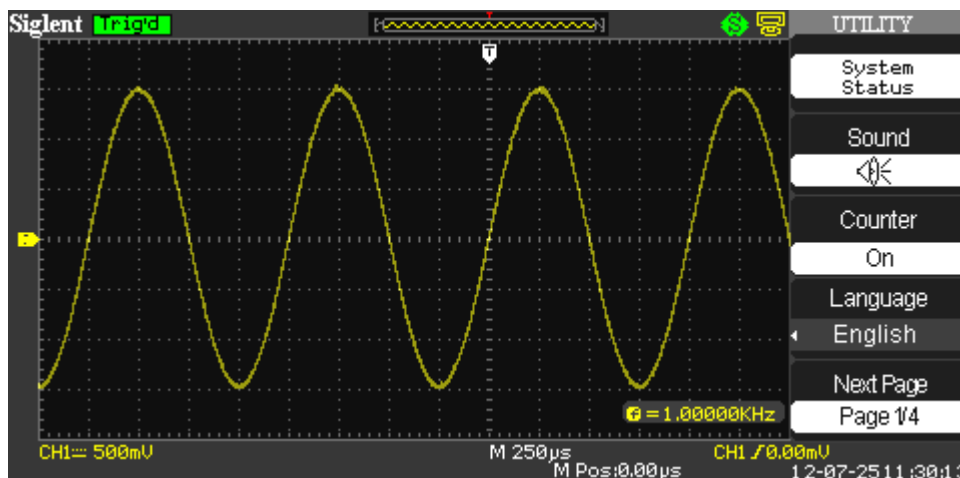 Siglent Trig'd
T
S
UTILITY
System
Status
Sound
Counter
On
Language
English
Next Page
Page 1/4
f = 1.00000KHz
CH1 500mV
M 250µs
CH1 0.00mV
M Pos:0.00µs
12-07-25 11:30:13